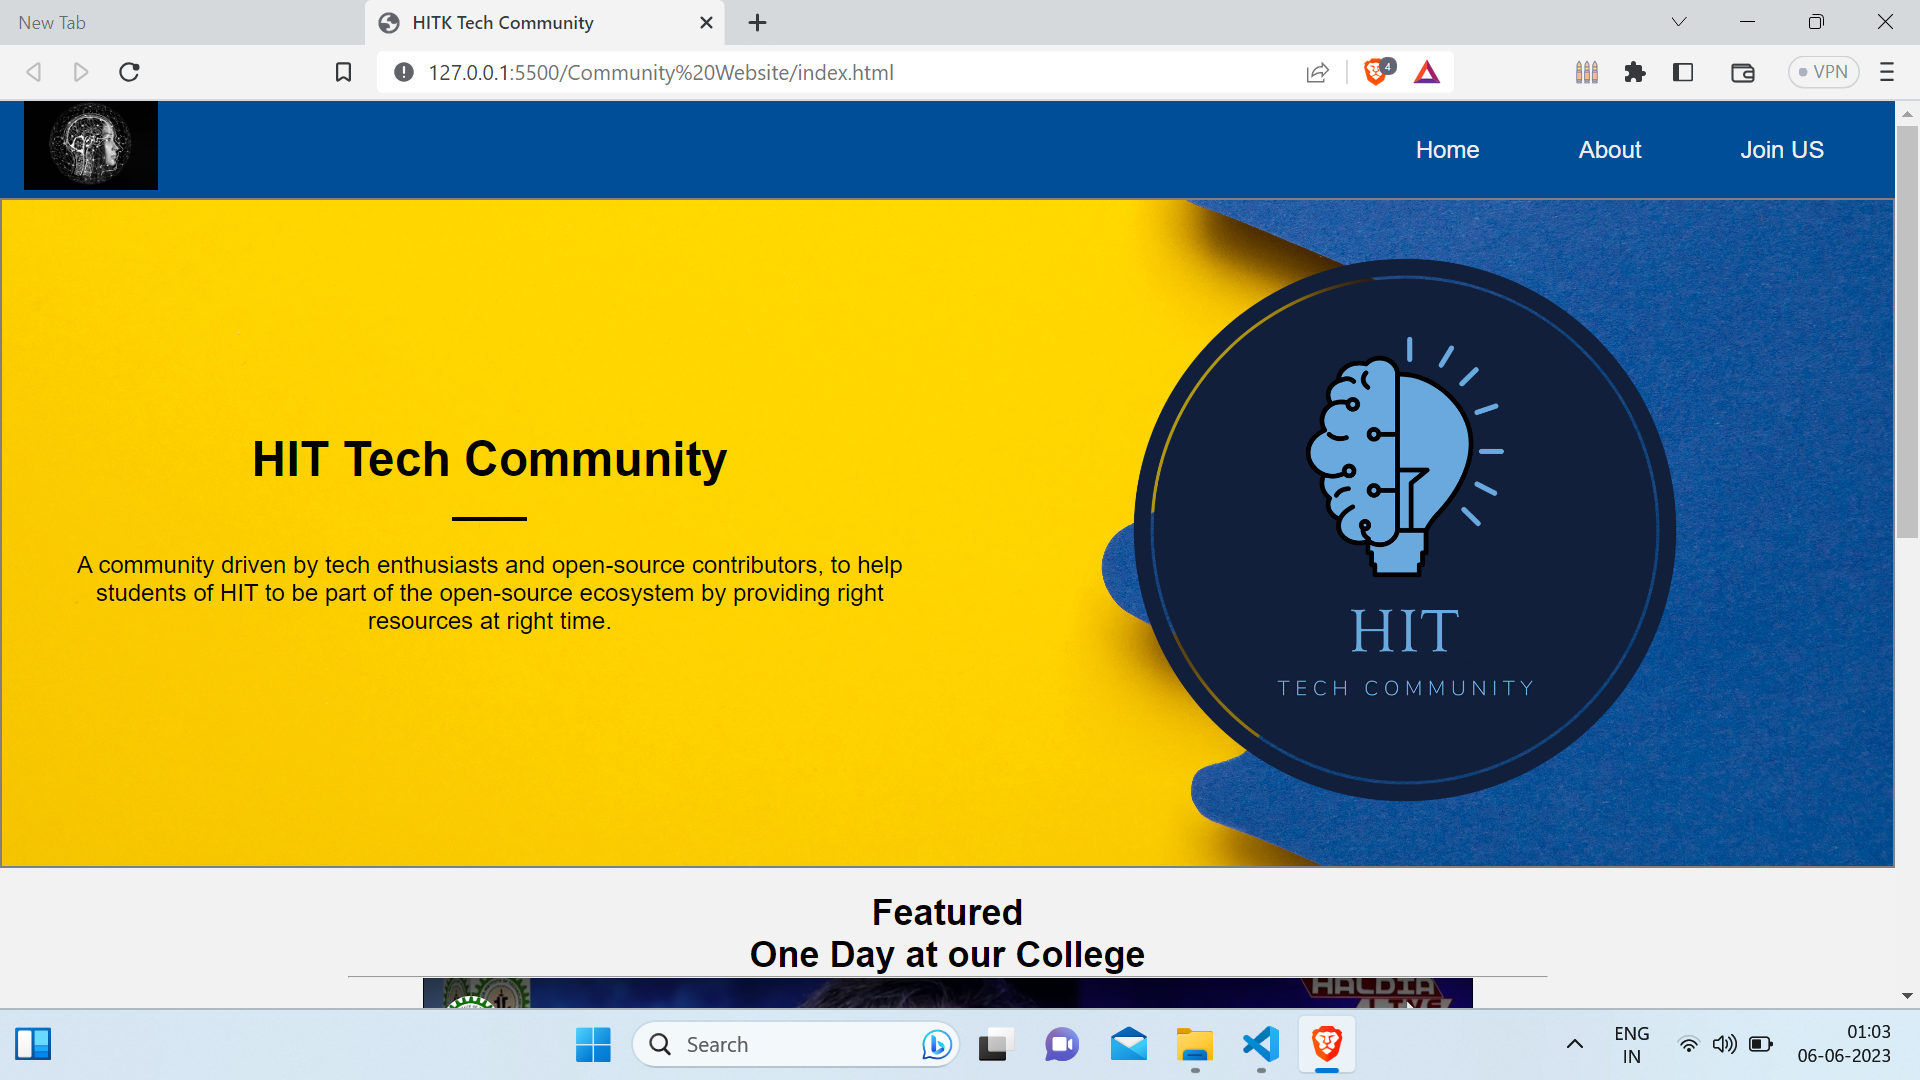 New Tab
HITK Tech Community
127.0.0.1:5500/Community%20Website/index.html
4
VPN
Home
About
Join US
HIT Tech Community
A community driven by tech enthusiasts and open-source contributors, to help
students of HIT to be part of the open-source ecosystem by providing right
resources at right time.
HIT
TECH COMMUNITY
Featured
One Day at our College
HALDIA
LIVE
Search
ENG
IN
01:03
06-06-2023